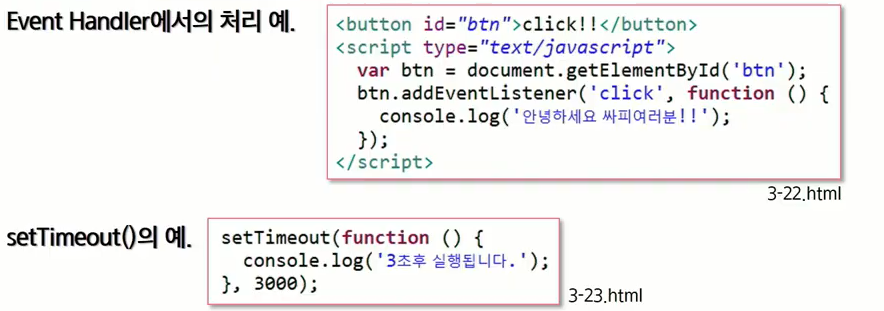 Event Handler에서의 처리 예.
<button id="btn">click!!</button>
<script type="text/javascript">
var btn = document.getElementById('btn');
btn.addEventListener('click', function () {
console.log('안녕하세요 싸피여러분!!');
});
</script>
3-22.html
setTimeout()의 예.
setTimeout(function () {
console.log('3초후 실행됩니다.');
}, 3000);
3-23.html